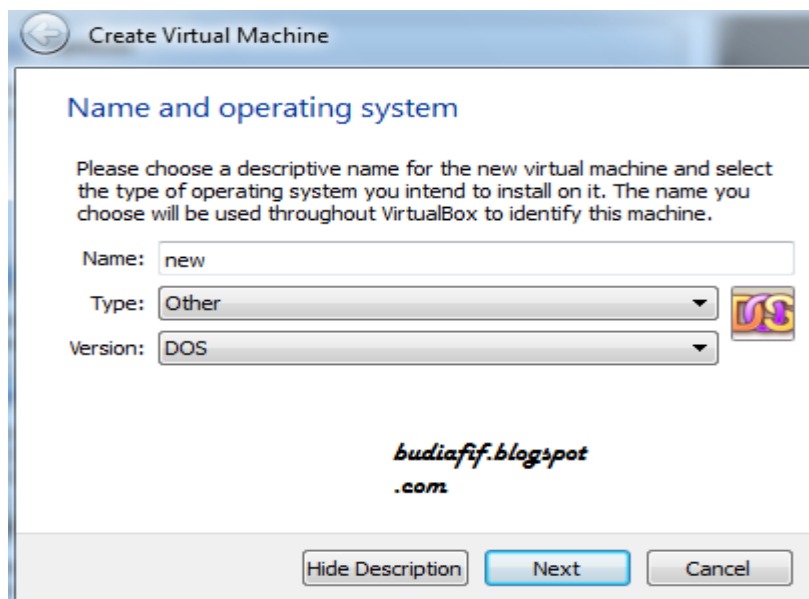 Create Virtual Machine
Name and operating system
Please choose a descriptive name for the new virtual machine and select
the type of operating system you intend to install on it. The name you
choose will be used throughout VirtualBox to identify this machine.
Name: new
Type: Other
DOS
Version: DOS
budiafif.blogspot
.com
Hide Description Next Cancel